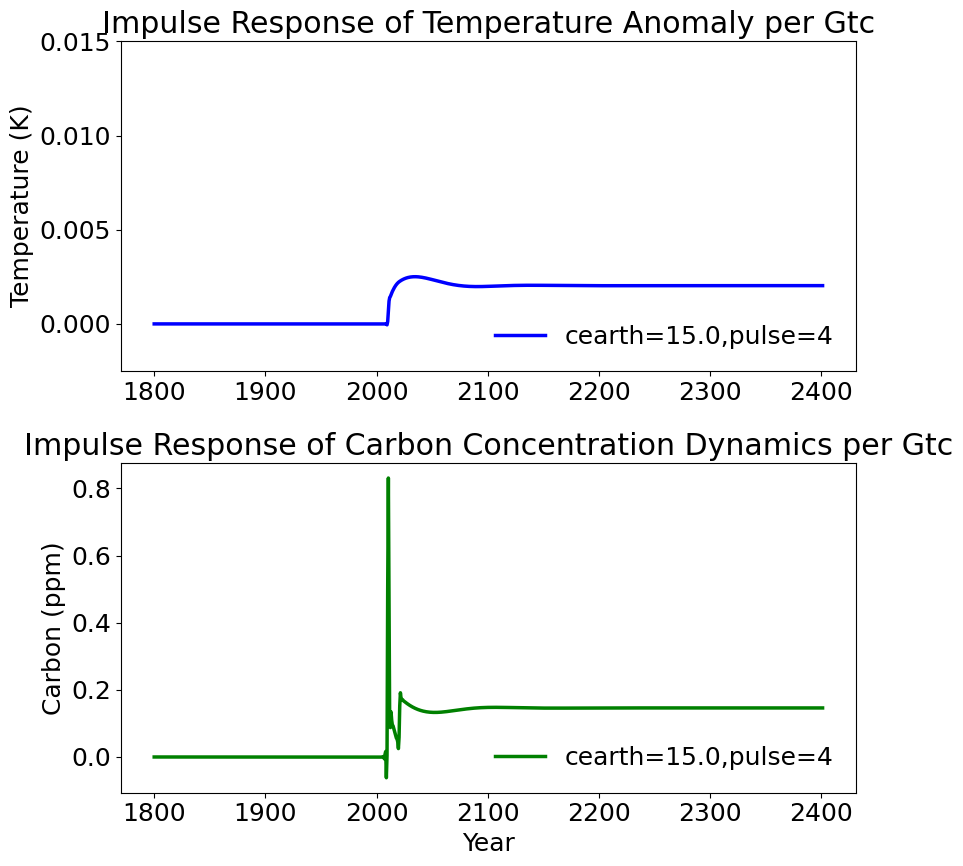 Impulse Response of Temperature Anomaly per Gtc
0.015
0.010
0.005
0.000
Temperature (K)
cearth=15.0,pulse=4
1800 1900 2000 2100 2200 2300 2400
Impulse Response of Carbon Concentration Dynamics per Gtc
0.8
0.6
0.4
0.2
0.0
Carbon (ppm)
cearth=15.0,pulse=4
1800 1900 2000 2100 2200 2300 2400
Year